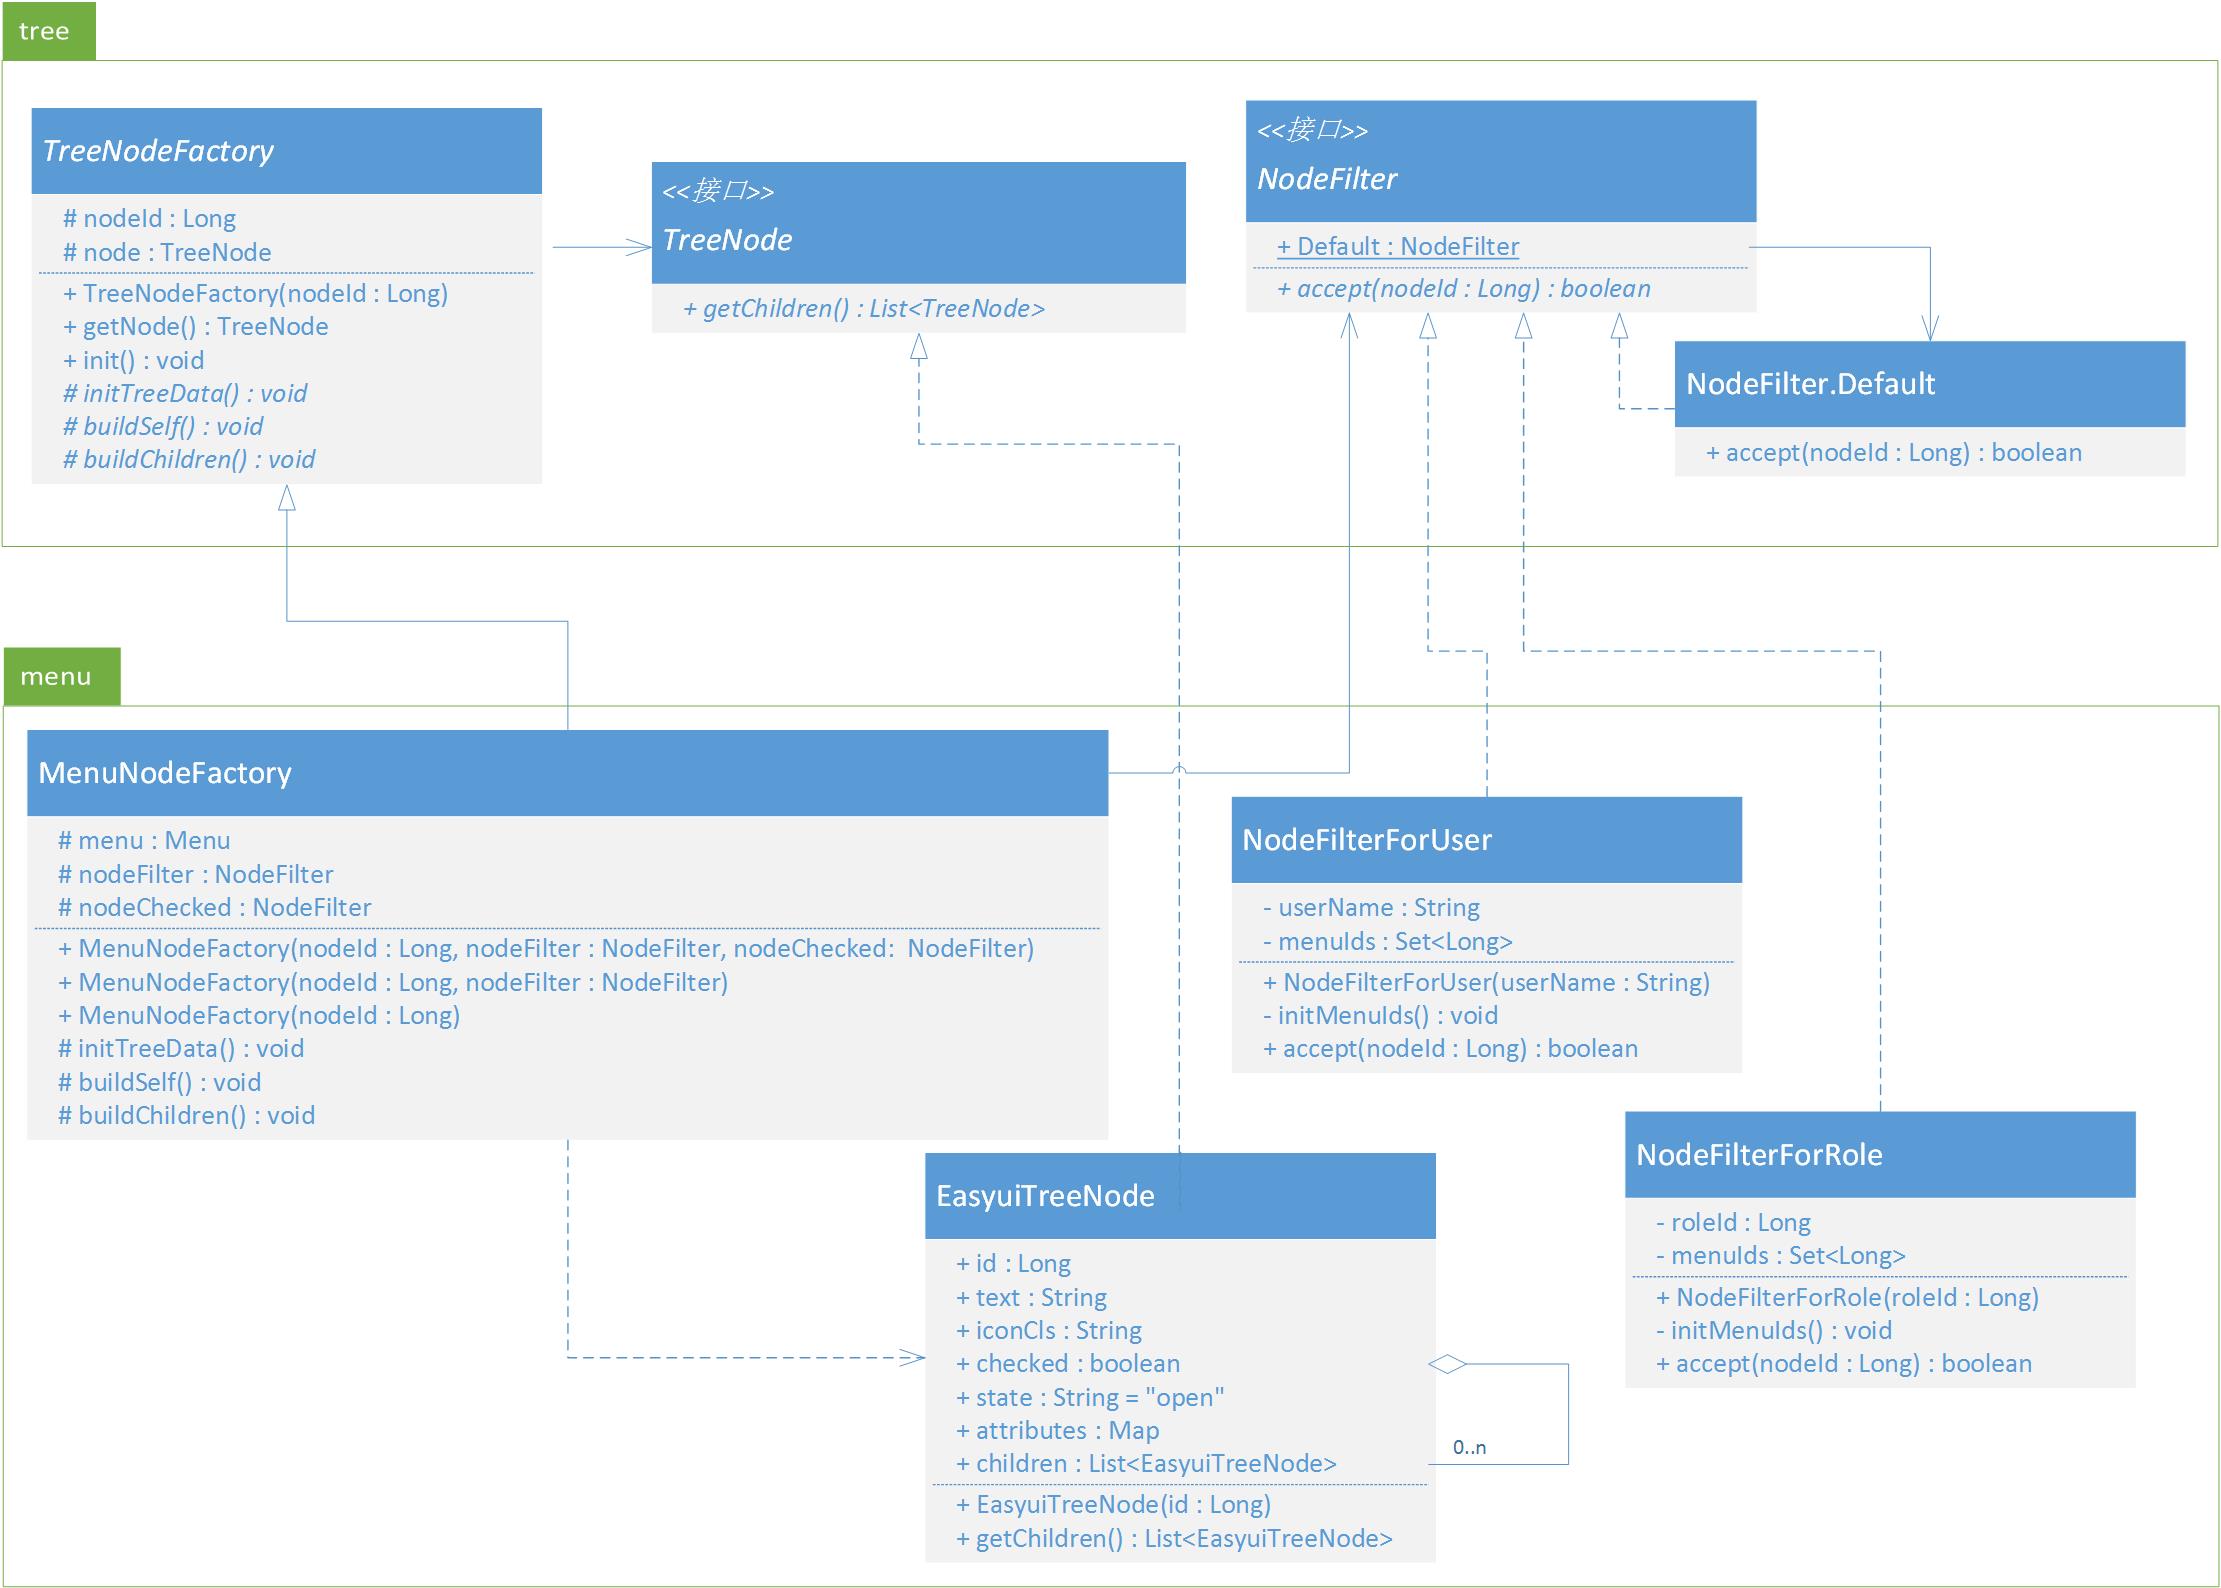 tree
TreeNodeFactory
# nodeId : Long
# node : TreeNode
+ TreeNodeFactory(nodeId : Long)
+ getNode() : TreeNode
+ init() : void
# initTreeData() : void
# buildSelf() : void
# buildChildren() : void
<<接口>>
TreeNode
+ getChildren() : List<TreeNode>
<<接口>>
NodeFilter
+ Default : NodeFilter
+ accept(nodeId : Long) : boolean
NodeFilter.Default
+ accept(nodeId : Long) : boolean
menu
MenuNodeFactory
# menu : Menu
# nodeFilter : NodeFilter
# nodeChecked : NodeFilter
+ MenuNodeFactory(nodeId : Long, nodeFilter : NodeFilter, nodeChecked:  NodeFilter)
+ MenuNodeFactory(nodeId : Long, nodeFilter : NodeFilter)
+ MenuNodeFactory(nodeId : Long)
# initTreeData() : void
# buildSelf() : void
# buildChildren() : void
NodeFilterForUser
- userName : String
- menuIds : Set<Long>
+ NodeFilterForUser(userName : String)
- initMenuIds() : void
+ accept(nodeId : Long) : boolean
EasyuiTreeNode
+ id : Long
+ text : String
+ iconCls : String
+ checked : boolean
+ state : String = "open"
+ attributes : Map
+ children : List<EasyuiTreeNode>
+ EasyuiTreeNode(id : Long)
+ getChildren() : List<EasyuiTreeNode>
0..n
NodeFilterForRole
- roleId : Long
- menuIds : Set<Long>
+ NodeFilterForRole(roleId : Long)
- initMenuIds() : void
+ accept(nodeId : Long) : boolean